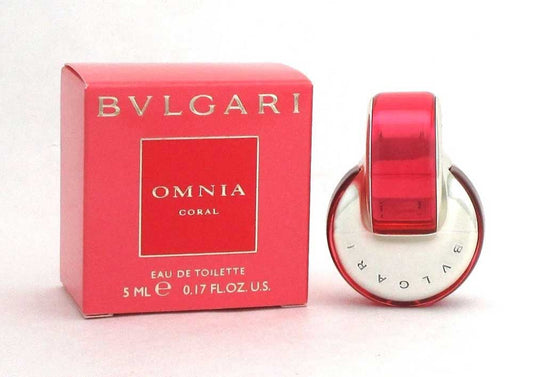 BVLGARI
OMNIA
CORAL
EAU DE TOILETTE
5 ML ℮ 0.17 FL.OZ. U.S.
BVLGARI